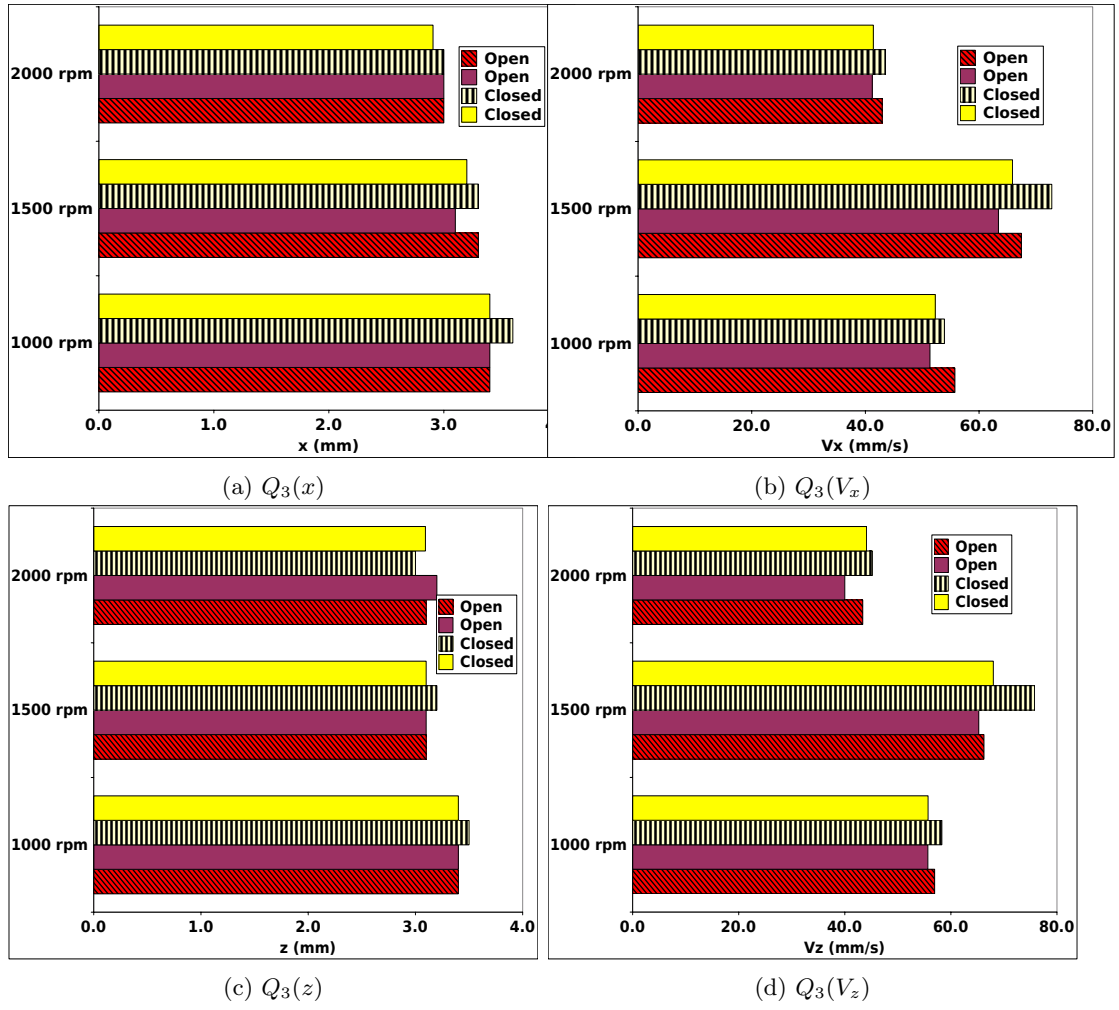 2000 rpm
1500 rpm
1000 rpm
0.0 1.0 2.0 3.0
x (mm)
Open
Open
Closed
Closed
(a) Q₃(x)
2000 rpm
1500 rpm
1000 rpm
0.0 20.0 40.0 60.0 80.0
Vx (mm/s)
Open
Open
Closed
Closed
(b) Q₃(Vₓ)
2000 rpm
1500 rpm
1000 rpm
0.0 1.0 2.0 3.0 4.0
z (mm)
Open
Open
Closed
Closed
(c) Q₃(z)
2000 rpm
1500 rpm
1000 rpm
0.0 20.0 40.0 60.0 80.0
Vz (mm/s)
Open
Open
Closed
Closed
(d) Q₃(V_z)